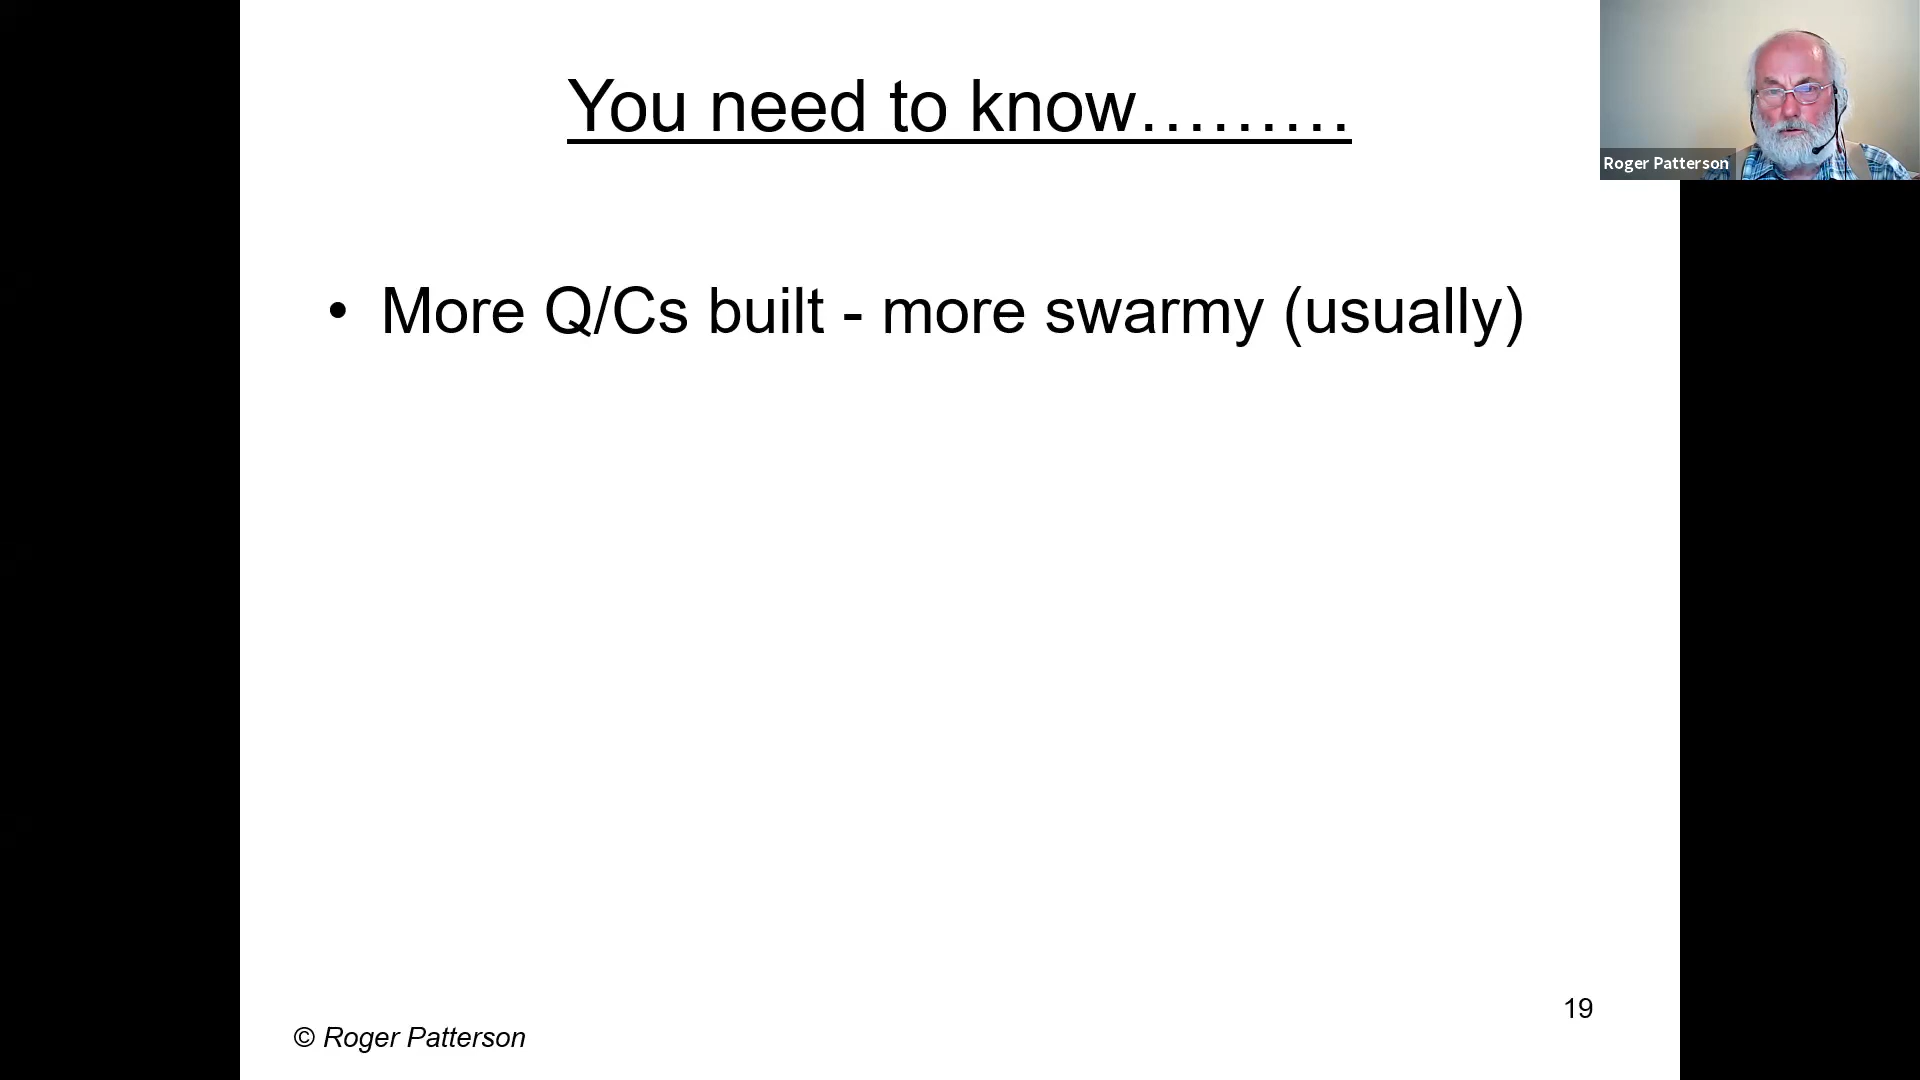 You need to know………
Roger Patterson
• More Q/Cs built - more swarmy (usually)
19
© Roger Patterson